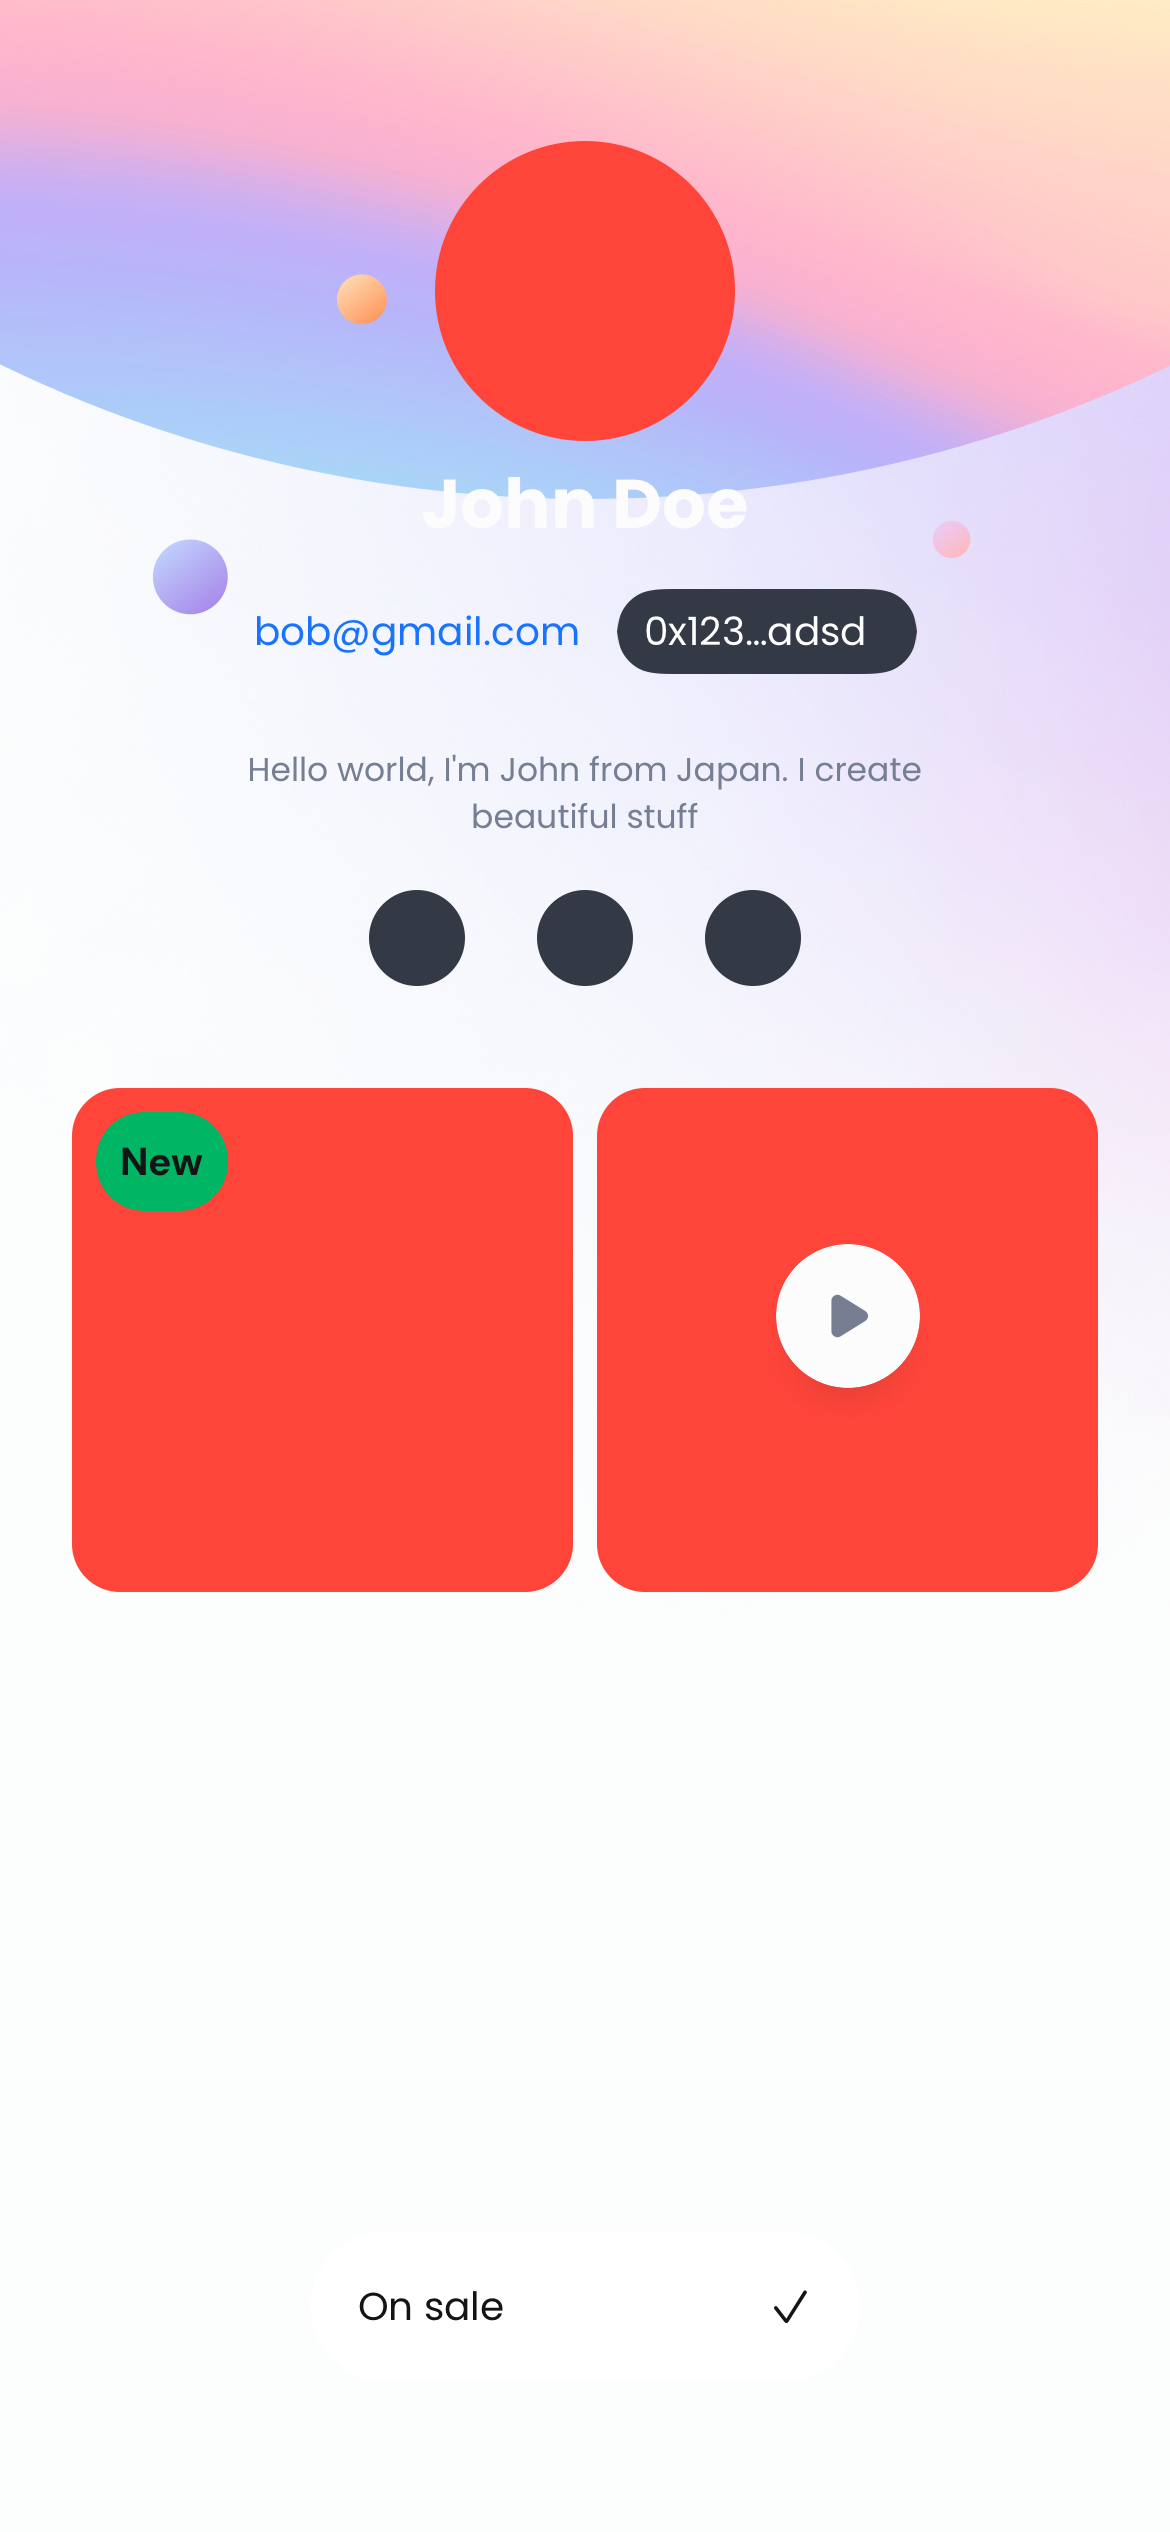 John Doe
bob@gmail.com 0x123...adsd
Hello world, I'm John from Japan. I create
beautiful stuff
New
On sale